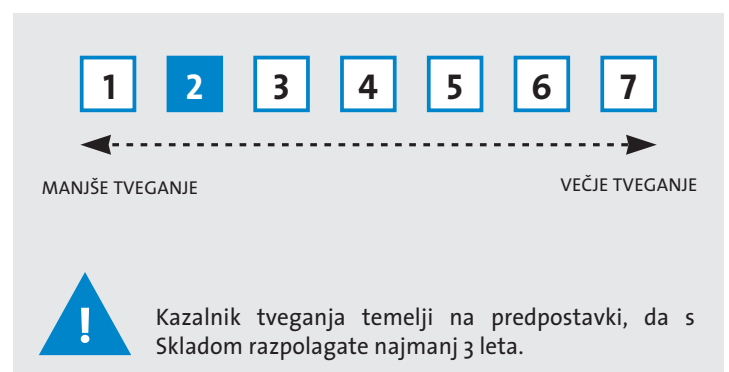 1 2 3 4 5 6 7
MANJŠE TVEGANJE VEČJE TVEGANJE
!
Kazalnik tveganja temelji na predpostavki, da s
Skladom razpolagate najmanj 3 leta.